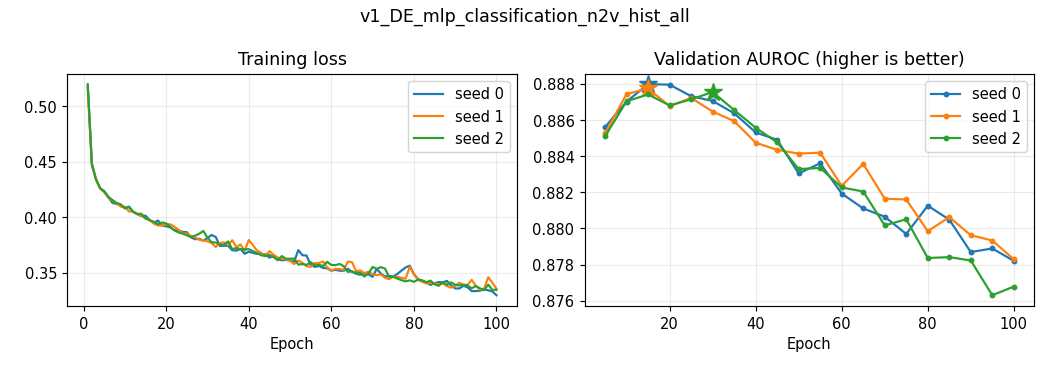 v1_DE_mlp_classification_n2v_hist_all
Training loss
0.50
0.45
0.40
0.35
0
20
40
60
80
100
Epoch
seed 0
seed 1
seed 2
Validation AUROC (higher is better)
0.888
0.886
0.884
0.882
0.880
0.878
0.876
20
40
60
80
100
Epoch
seed 0
seed 1
seed 2